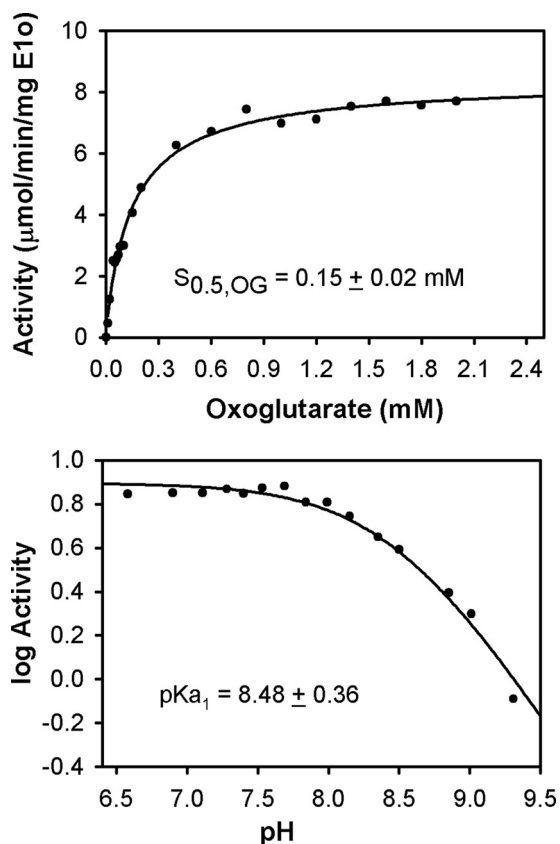 Activity (μmol/min/mg E1o)
10
8
6
4
2
0
S0.5,OG = 0.15 ± 0.02 mM
0.0 0.3 0.6 0.9 1.2 1.5 1.8 2.1 2.4
Oxoglutarate (mM)
log Activity
1.0
0.8
0.6
0.4
0.2
0.0
-0.2
-0.4
pKa1 = 8.48 ± 0.36
6.5 7.0 7.5 8.0 8.5 9.0 9.5
pH